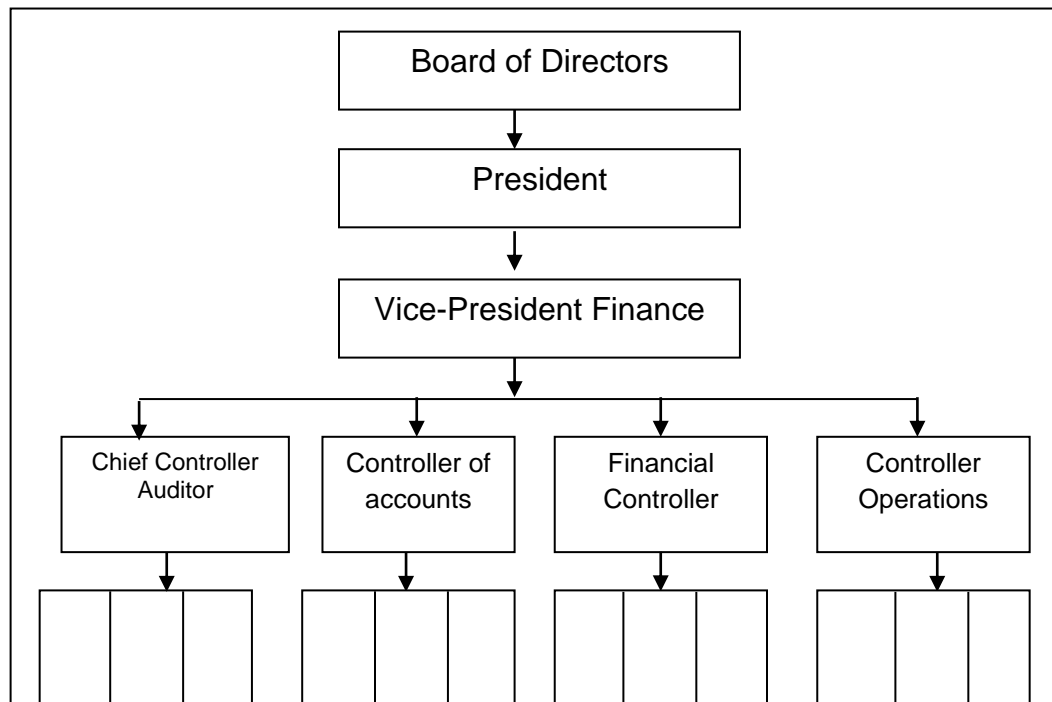 Board of Directors
President
Vice-President Finance
Chief Controller
Auditor
Controller of
accounts
Financial
Controller
Controller
Operations